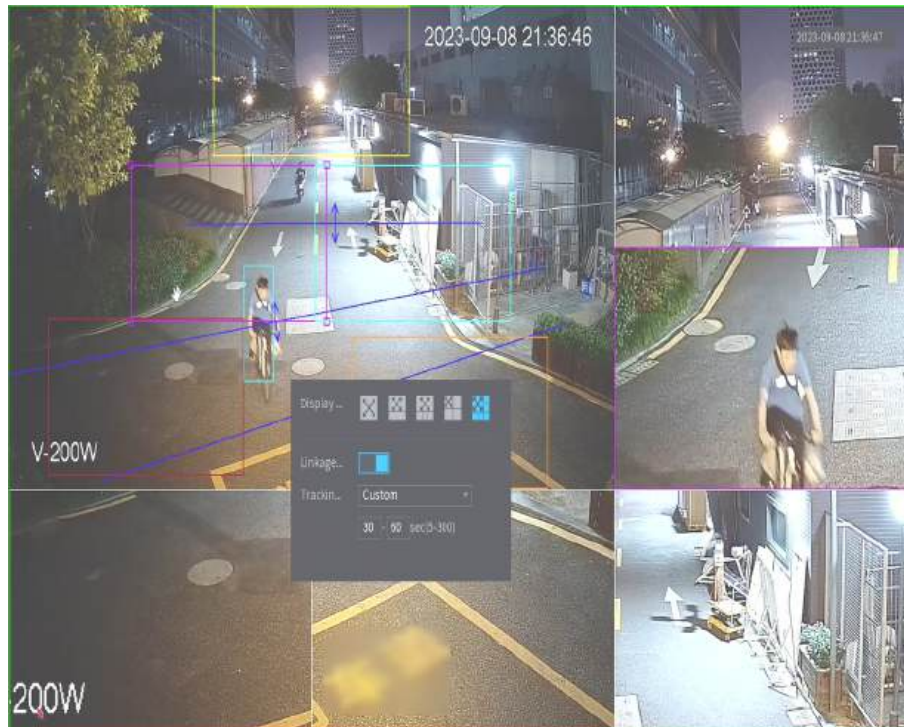 2023-09-08 21:36:46
2023-09-08 21:36:47
V-200W
Display...
Linkage...
Trackin... Custom
30 - 60 sec(5-300)
-200W